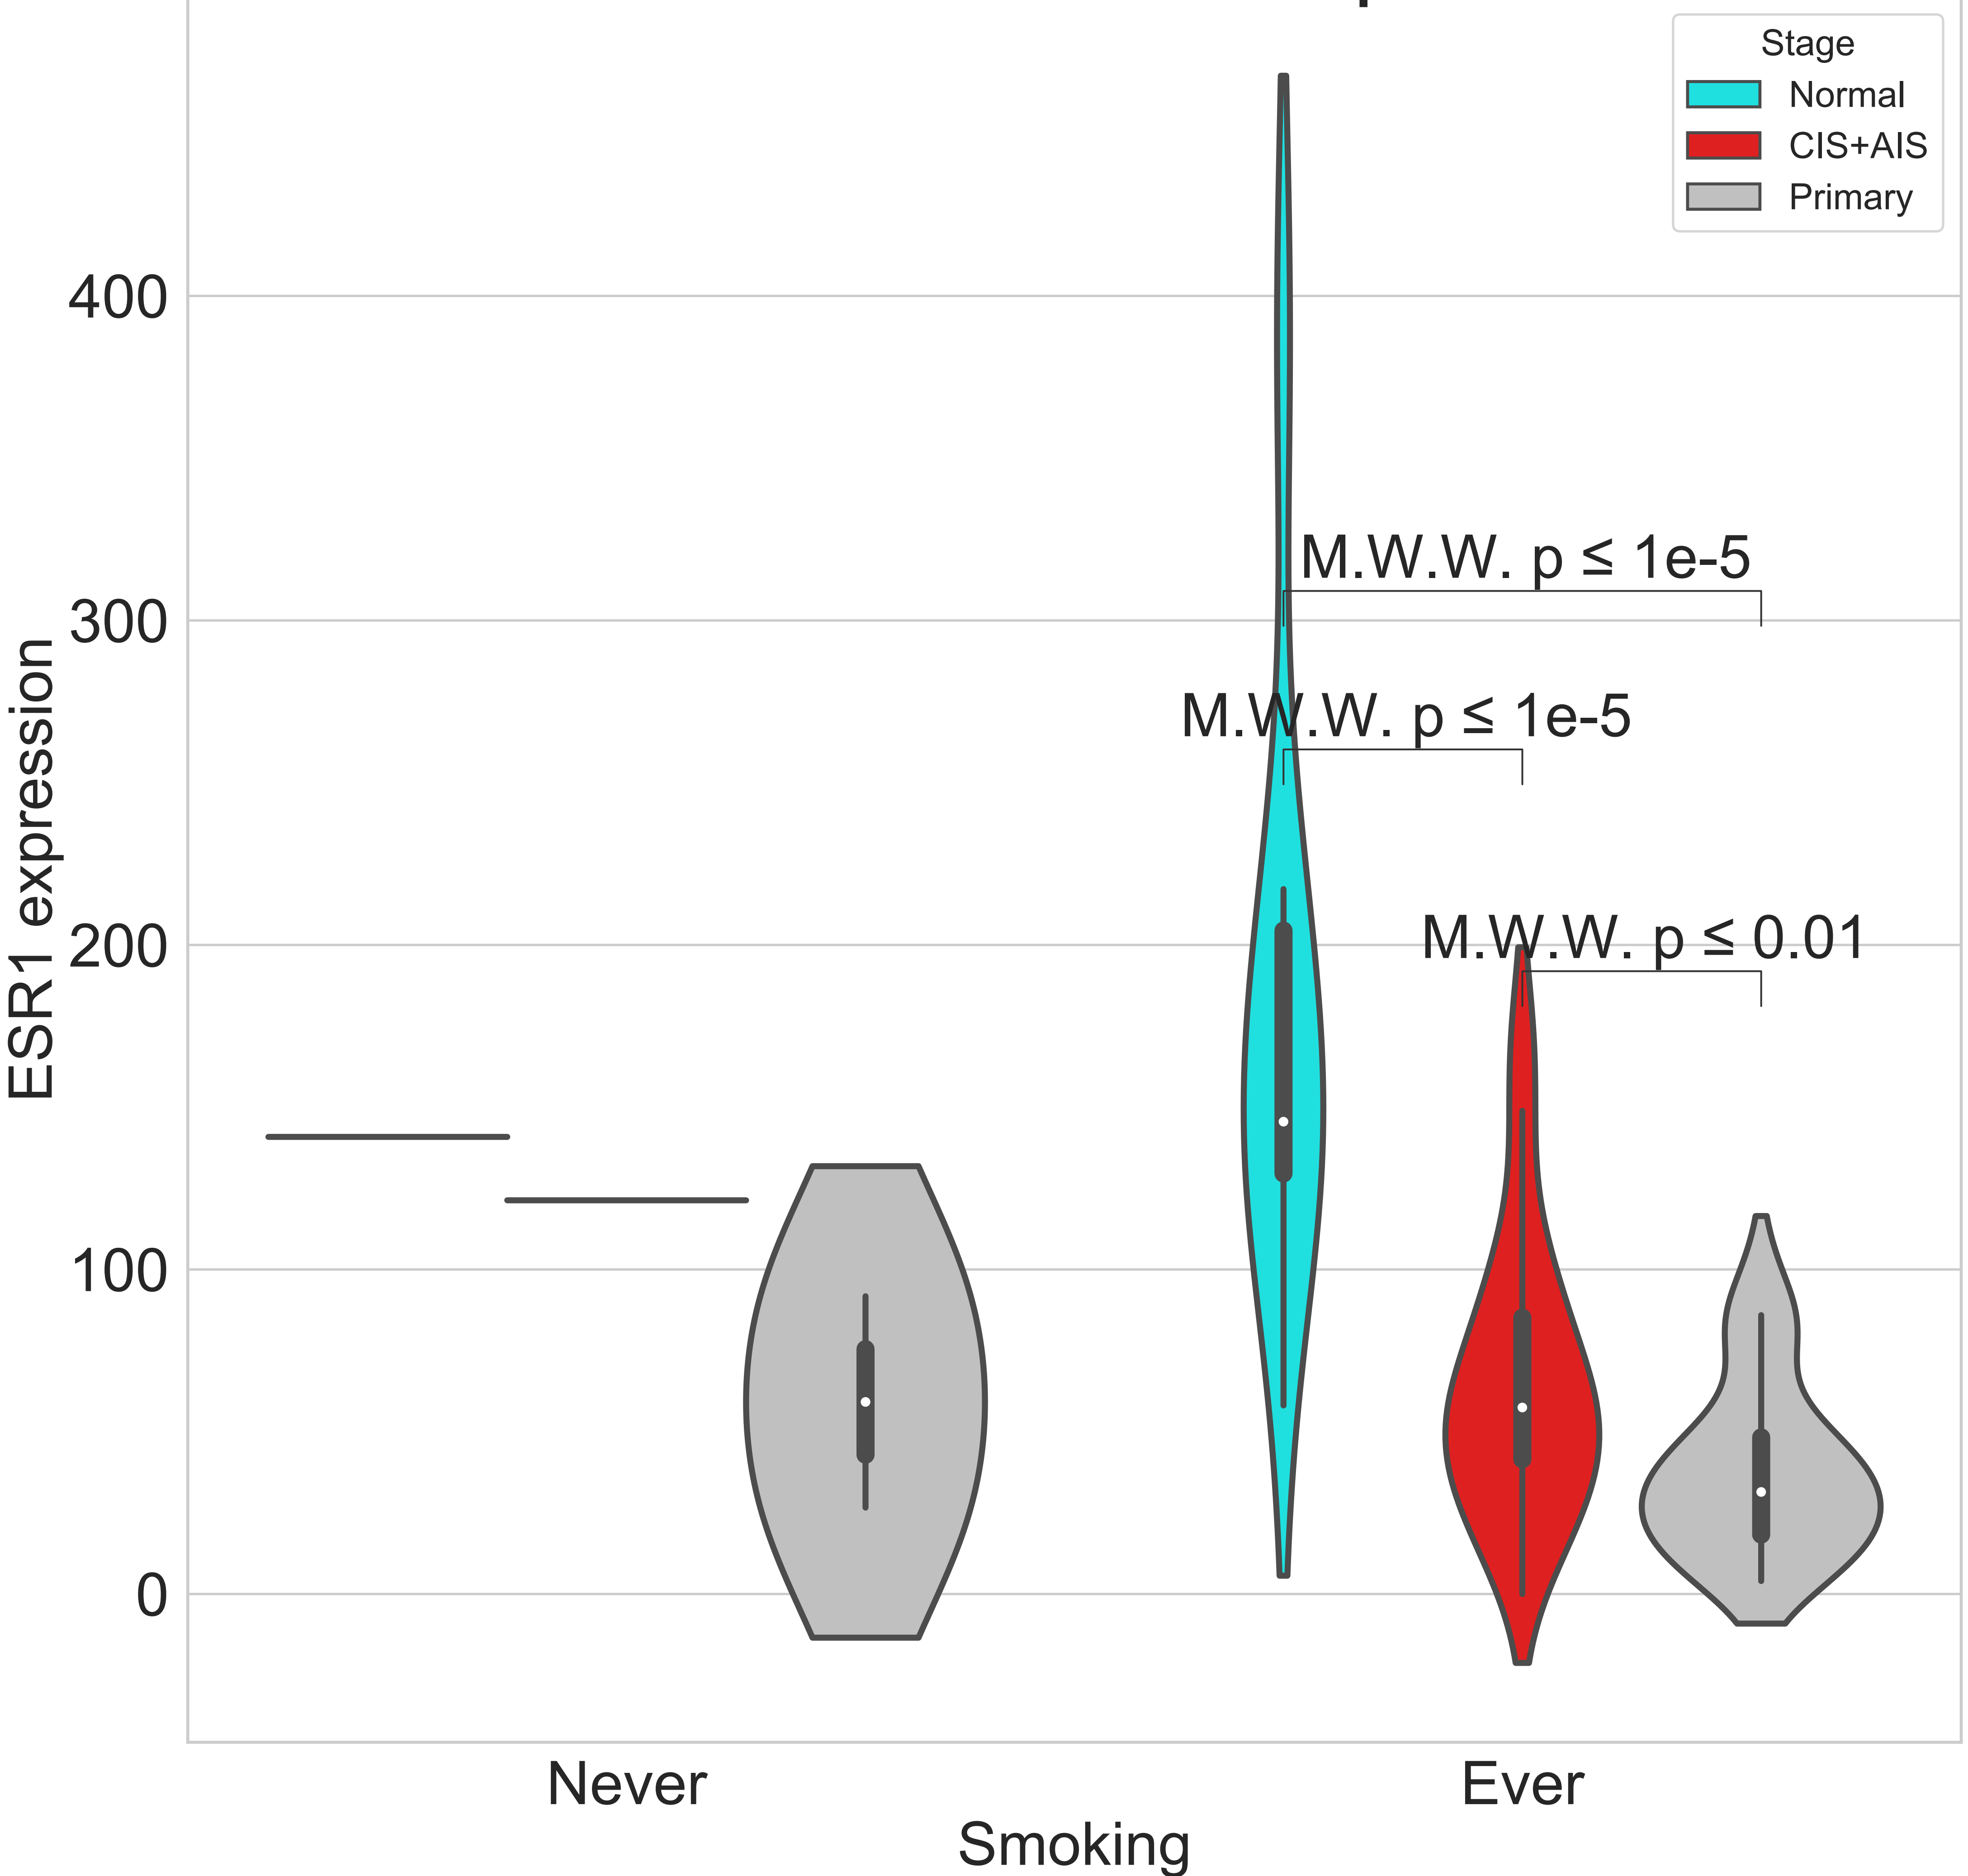 Stage
Normal
CIS+AIS
Primary
400
300
200
100
0
ESR1 expression
M.W.W. p ≤ 1e-5
M.W.W. p ≤ 1e-5
M.W.W. p ≤ 0.01
Never
Ever
Smoking